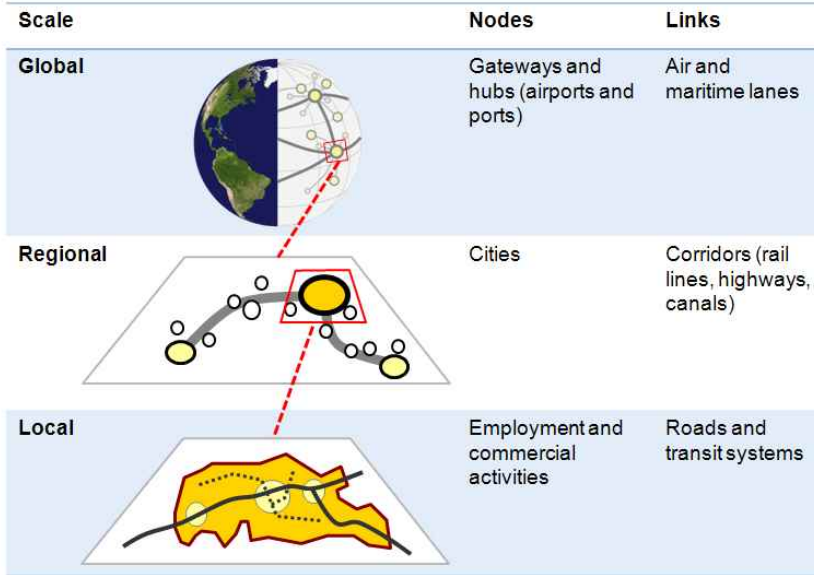 Scale Nodes Links
Global
Gateways and
hubs (airports and
ports)
Air and
maritime lanes
Regional
Cities
Corridors (rail
lines, highways,
canals)
Local
Employment and
commercial
activities
Roads and
transit systems